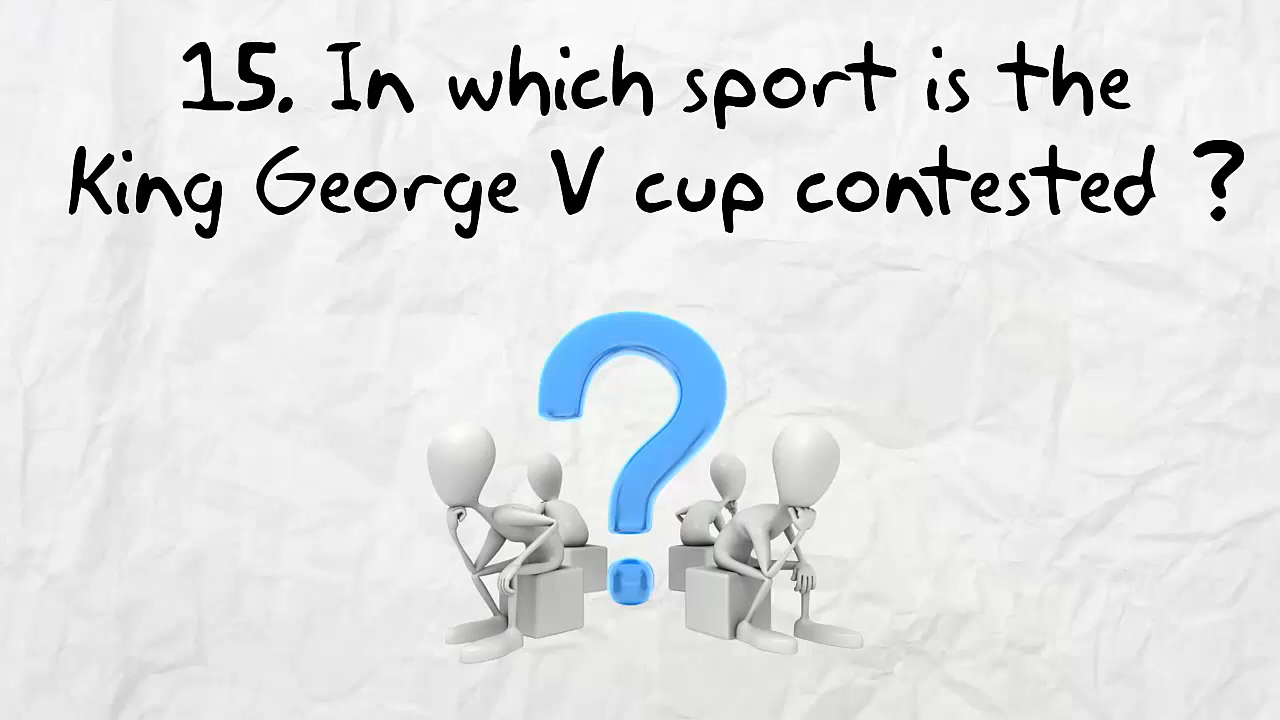 15. In which sport is the
King George V cup contested ?